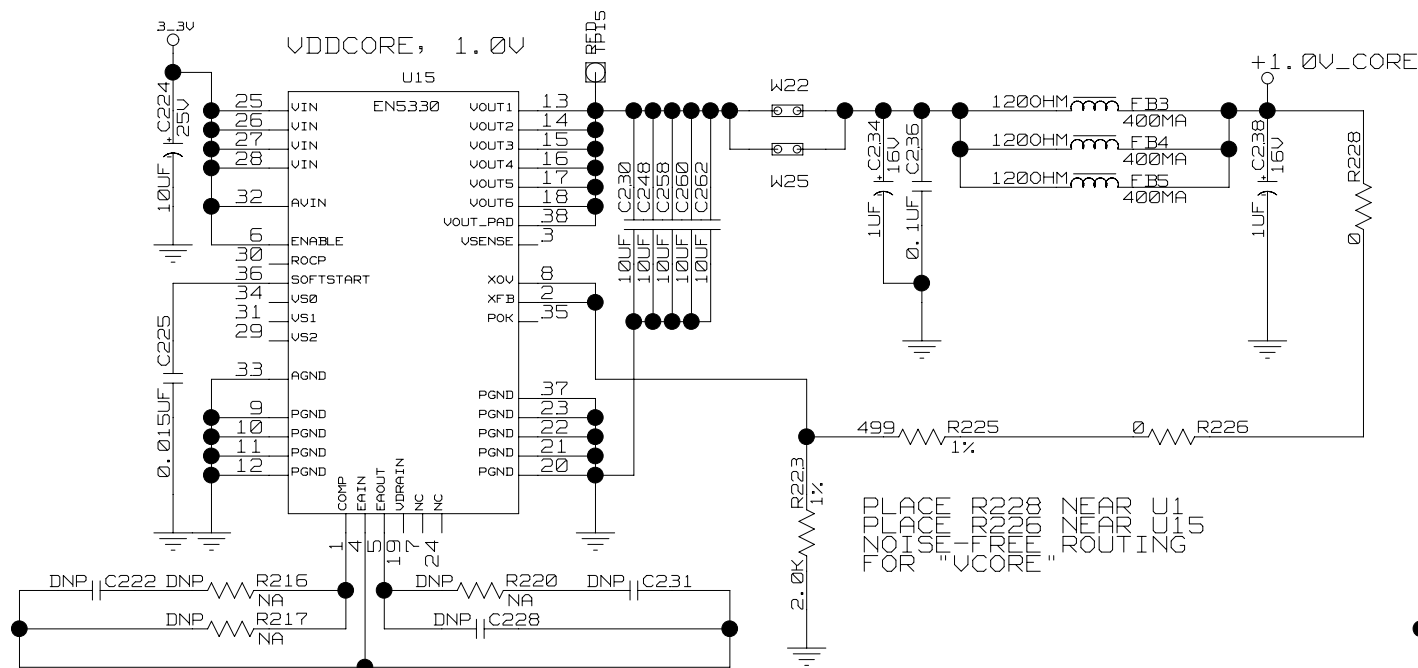 3_3V
VDDCORE, 1.0V
RED
TP15
U15
EN5330
C224
25V
10UF
25 VIN
26 VIN
27 VIN
28 VIN
32 AVIN
6 ENABLE
30 ROCP
36 SOFTSTART
34 VS0
31 VS1
29 VS2
33 AGND
9 PGND
10 PGND
11 PGND
12 PGND
VOUT1 13
VOUT2 14
VOUT3 15
VOUT4 16
VOUT5 17
VOUT6 18
VOUT_PAD 38
VSENSE 3
XOV 8
XFB 2
POK 35
PGND 37
PGND 23
PGND 22
PGND 21
PGND 20
COMP 1
EAIN 4
EAOUT 5
VDRAIN 19
NC 7
NC 24
C225
0.015UF
C230
10UF
C248
10UF
C258
10UF
C260
10UF
C262
10UF
W22
W25
C234
16V
1UF
C236
0.1UF
120OHM FB3
400MA
120OHM FB4
400MA
120OHM FB5
400MA
+1.0V_CORE
C238
16V
1UF
R228
0
499 R225
1%
0 R226
R223
1%
2.0K
PLACE R228 NEAR U1
PLACE R226 NEAR U15
NOISE-FREE ROUTING
FOR "VCORE"
DNP C222 DNP R216
NA
DNP R217
NA
DNP R220
NA
DNP C231
DNP C228